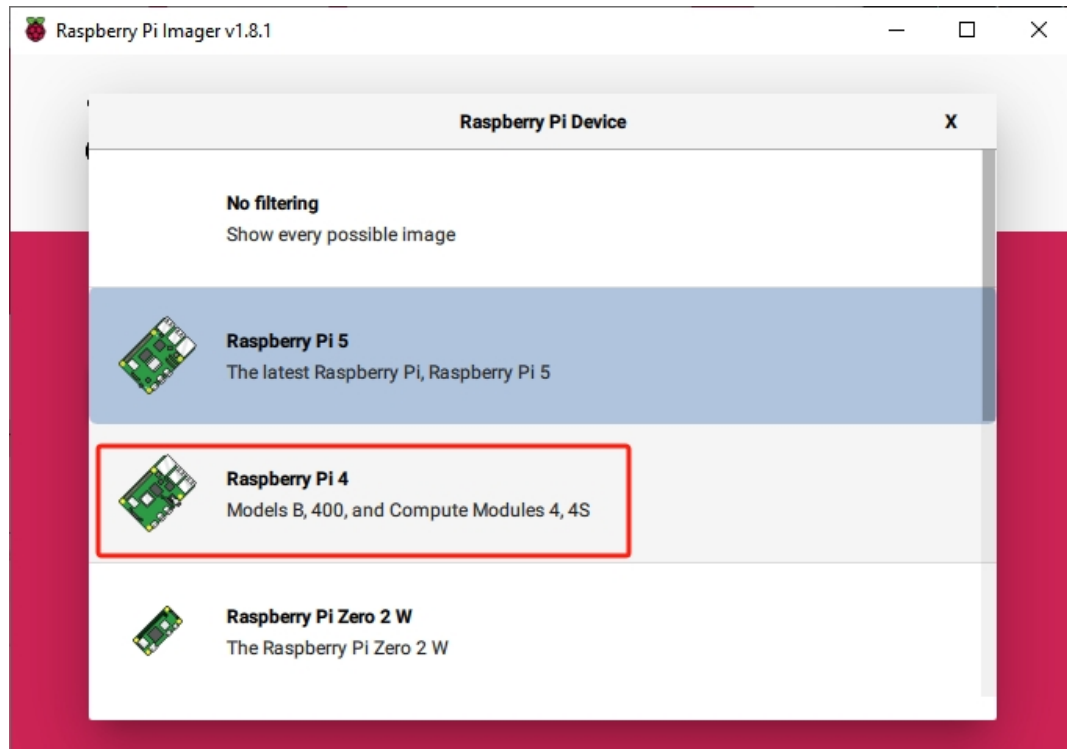 Raspberry Pi Imager v1.8.1
Raspberry Pi Device
X
No filtering
Show every possible image
Raspberry Pi 5
The latest Raspberry Pi, Raspberry Pi 5
Raspberry Pi 4
Models B, 400, and Compute Modules 4, 4S
Raspberry Pi Zero 2 W
The Raspberry Pi Zero 2 W